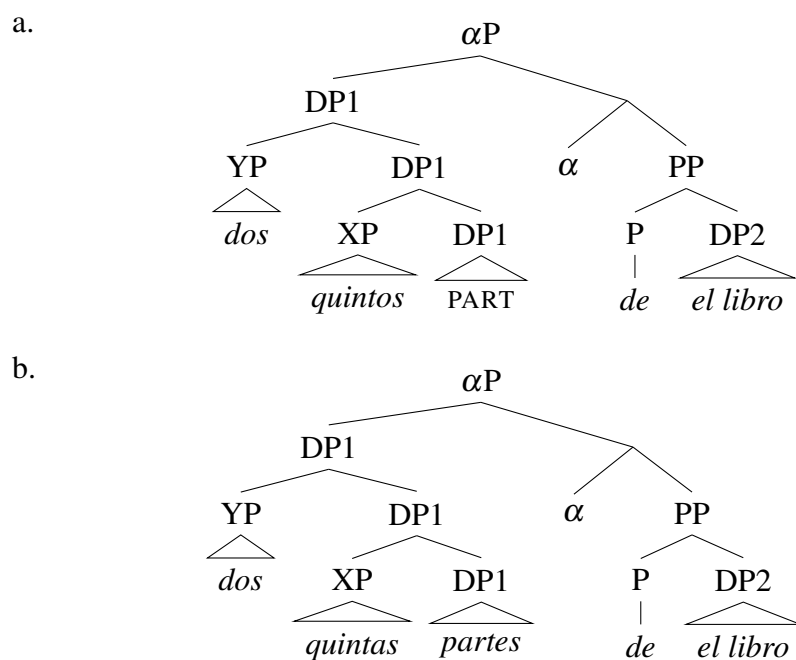 a.
αP
DP1
YP DP1 α PP
dos XP DP1 P DP2
quintos PART de el libro
b.
αP
DP1
YP DP1 α PP
dos XP DP1 P DP2
quintas partes de el libro